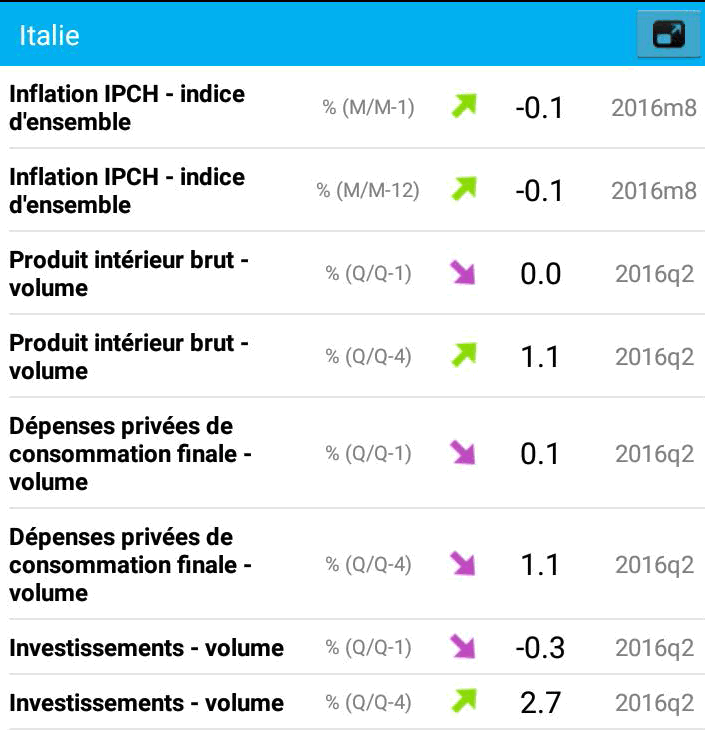 Italie
Inflation IPCH - indice
d'ensemble
% (M/M-1)
-0.1
2016m8
Inflation IPCH - indice
d'ensemble
% (M/M-12)
-0.1
2016m8
Produit intérieur brut -
volume
% (Q/Q-1)
0.0
2016q2
Produit intérieur brut -
volume
% (Q/Q-4)
1.1
2016q2
Dépenses privées de
consommation finale -
volume
% (Q/Q-1)
0.1
2016q2
Dépenses privées de
consommation finale -
volume
% (Q/Q-4)
1.1
2016q2
Investissements - volume
% (Q/Q-1)
-0.3
2016q2
Investissements - volume
% (Q/Q-4)
2.7
2016q2